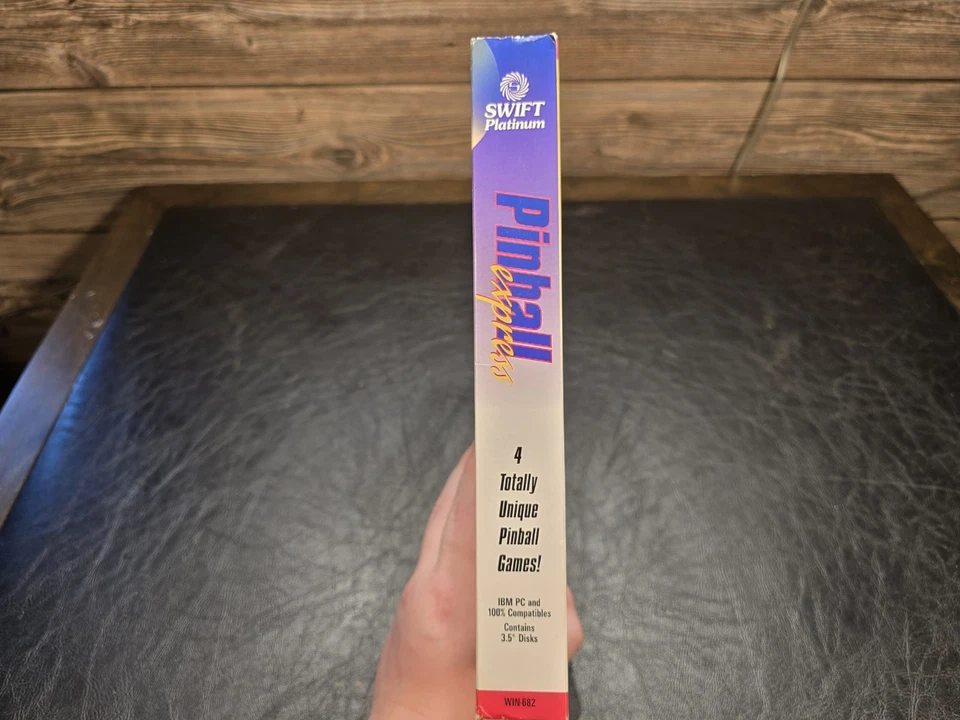 SWIFT
Platinum
Pinball
express
4
Totally
Unique
Pinball
Games!
IBM PC and
100% Compatibles
Contains
3.5" Disks
WIN-682